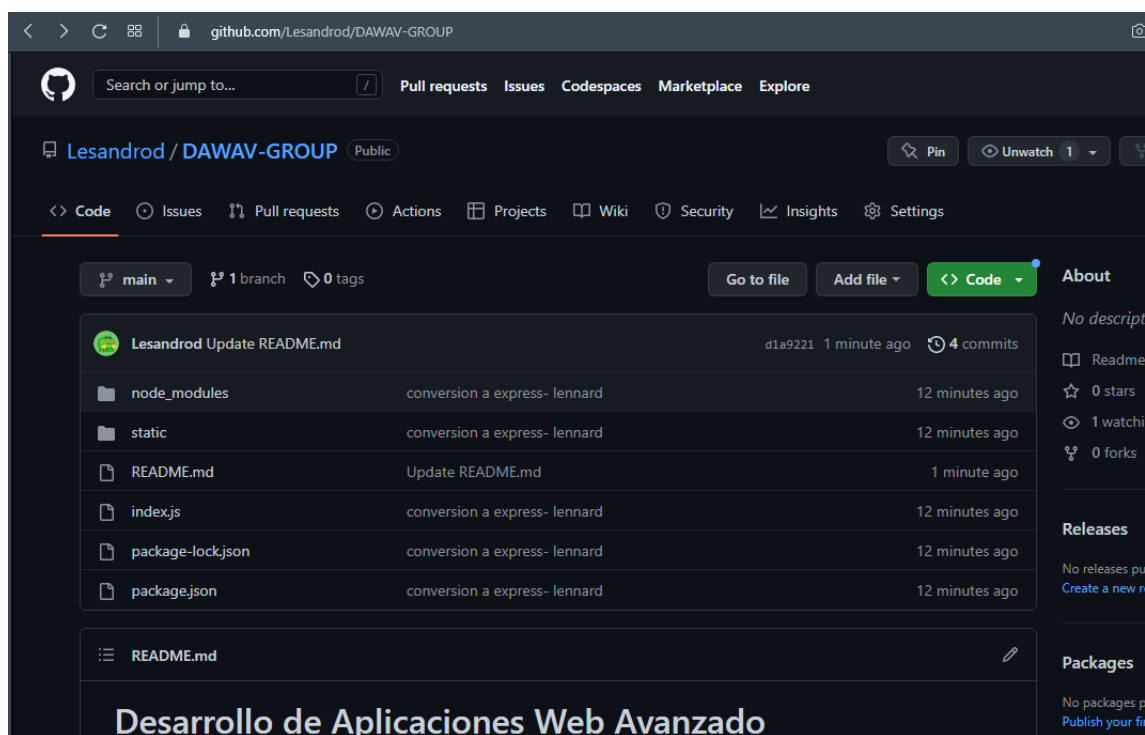 github.com/Lesandrod/DAWAV-GROUP
Search or jump to... / Pull requests Issues Codespaces Marketplace Explore
Lesandrod / DAWAV-GROUP Public Pin Unwatch 1
Code Issues Pull requests Actions Projects Wiki Security Insights Settings
main 1 branch 0 tags Go to file Add file <> Code About
No descript
Lesandrod Update README.md d1a9221 1 minute ago 4 commits
Readme
node_modules conversion a express- lennard 12 minutes ago
0 stars
1 watchi
static conversion a express- lennard 12 minutes ago
0 forks
README.md Update README.md 1 minute ago
index.js conversion a express- lennard 12 minutes ago
Releases
package-lock.json conversion a express- lennard 12 minutes ago
No releases pu
Create a new r
package.json conversion a express- lennard 12 minutes ago
README.md
Packages
No packages p
Publish your fi
Desarrollo de Aplicaciones Web Avanzado